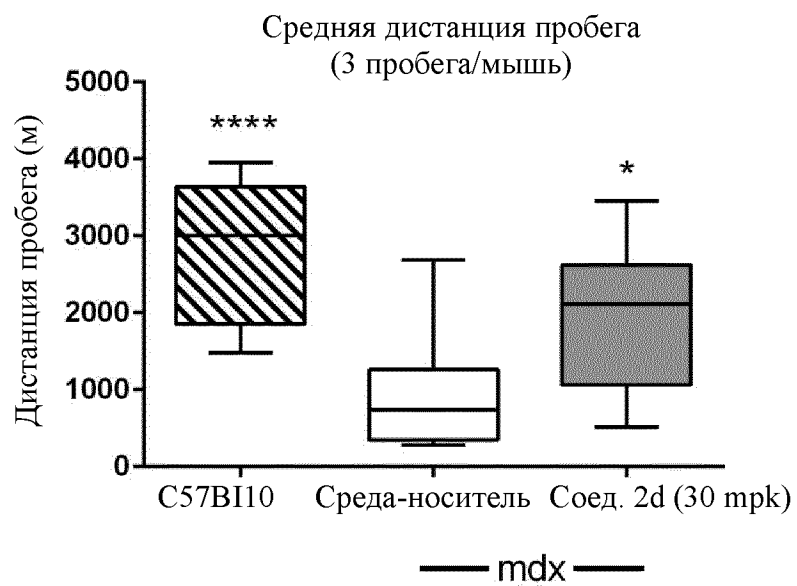 Средняя дистанция пробега
(3 пробега/мышь)
Дистанция пробега (м)
5000
4000
3000
2000
1000
0
****
*
C57BI10
Среда-носитель
Соед. 2d (30 mpk)
mdx